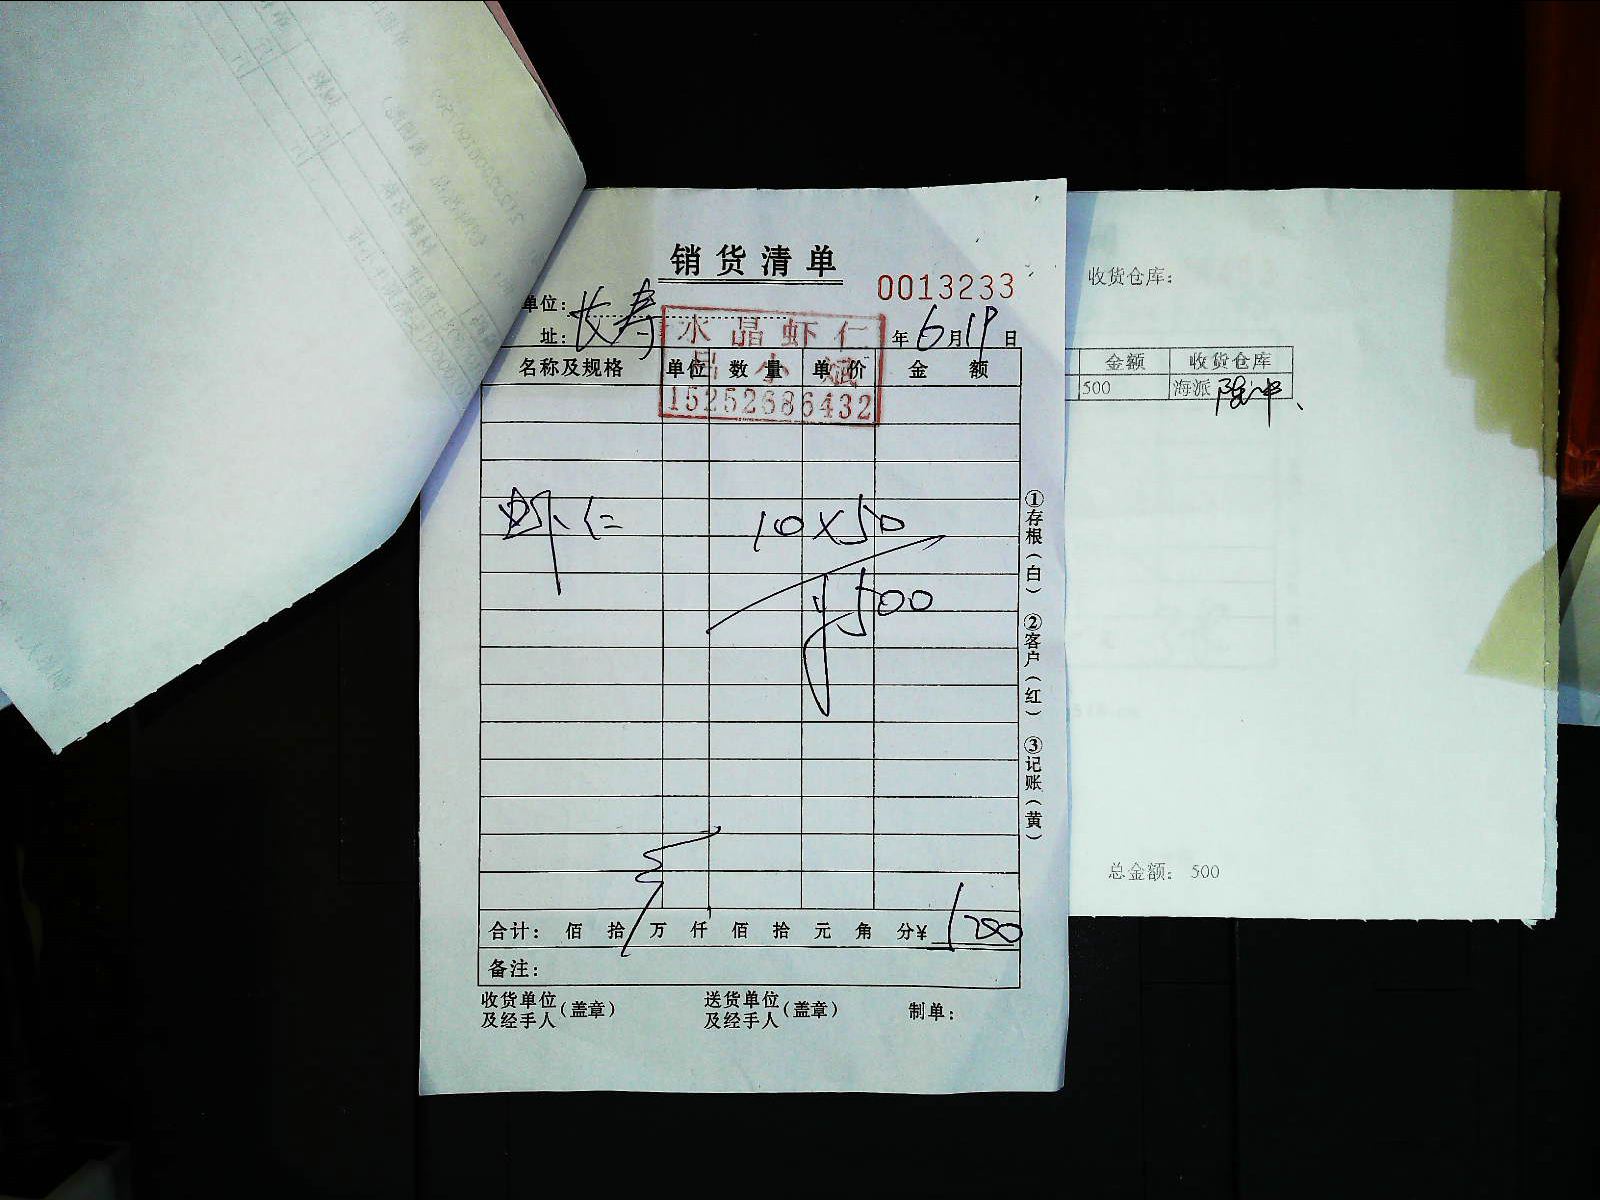 销货清单
0013233
单位：长寿
址：
年6月19日
水晶虾仁
吕小斌
15252686432
名称及规格 单位 数量 单价 金额
虾仁 10×50
¥500
合计： 佰 拾 万 仟 佰 拾 元 角 分¥
备注：
收货单位及经手人（盖章） 送货单位及经手人（盖章） 制单：
①存根（白） ②客户（红） ③记账（黄）
收货仓库：
金额 收货仓库
500 海派
总金额： 500